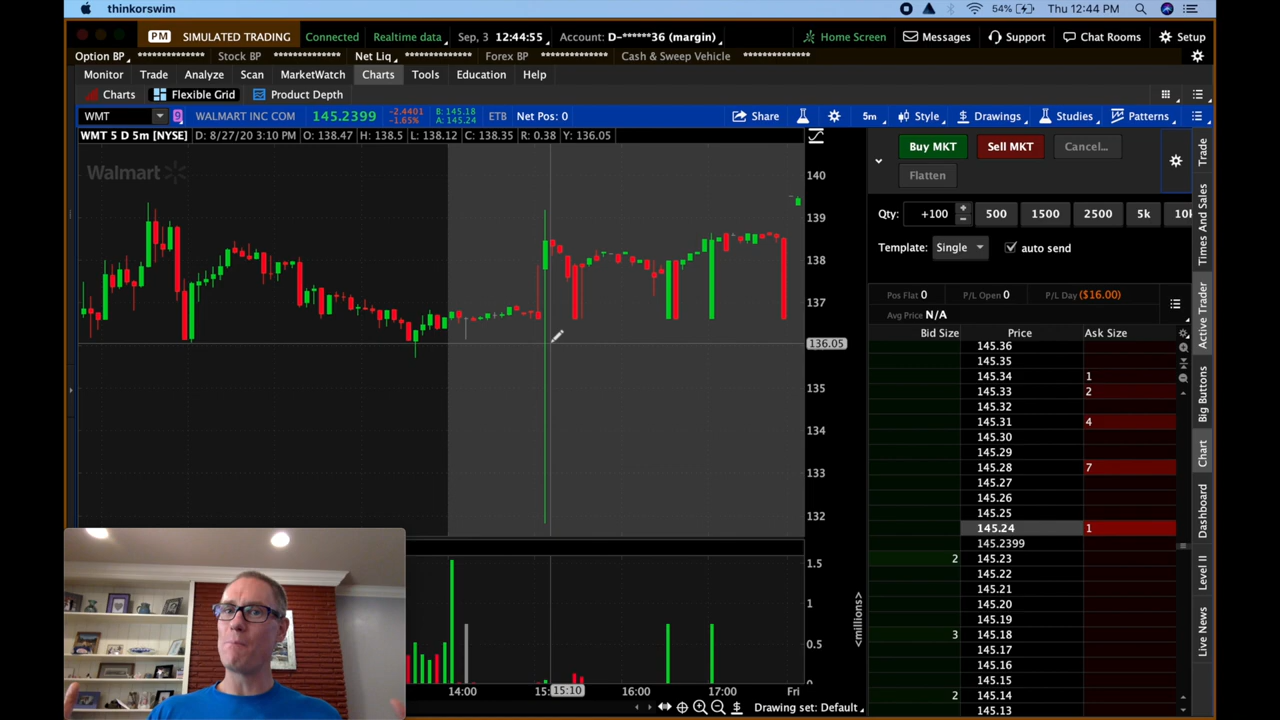 thinkorswim
54%
Thu 12:44 PM
PM SIMULATED TRADING Connected Realtime data Sep, 3 12:44:55 Account: D-******36 (margin) Home Screen Messages Support Chat Rooms Setup
Option BP ************** Stock BP ************** Net Liq ************** Forex BP ************** Cash & Sweep Vehicle **************
Monitor Trade Analyze Scan MarketWatch Charts Tools Education Help
Charts Flexible Grid Product Depth
WMT 9 WALMART INC COM 145.2399 -2.4401 -1.65% B: 145.18 A: 145.24 ETB Net Pos: 0 Share 5m Style Drawings Studies Patterns
WMT 5 D 5m [NYSE] D: 8/27/20 3:10 PM O: 138.47 H: 138.5 L: 138.12 C: 138.35 R: 0.38 Y: 136.05
Walmart
140
139
138
137
136.05
135
134
133
132
1.5
1
0.5
0
<millions>
14:00 15: 15:10 16:00 17:00 Fri
Drawing set: Default
Buy MKT Sell MKT Cancel...
Flatten
Qty: +100 500 1500 2500 5k 10k
Template: Single auto send
Pos Flat 0 P/L Open 0 P/L Day ($16.00)
Avg Price N/A
Bid Size Price Ask Size
145.36
145.35
145.34 1
145.33 2
145.32
145.31 4
145.30
145.29
145.28 7
145.27
145.26
145.25
145.24 1
145.2399
2 145.23
145.22
145.21
145.20
145.19
3 145.18
145.17
145.16
145.15
2 145.14
145.13
Trade
Times And Sales
Active Trader
Big Buttons
Chart
Dashboard
Level II
Live News